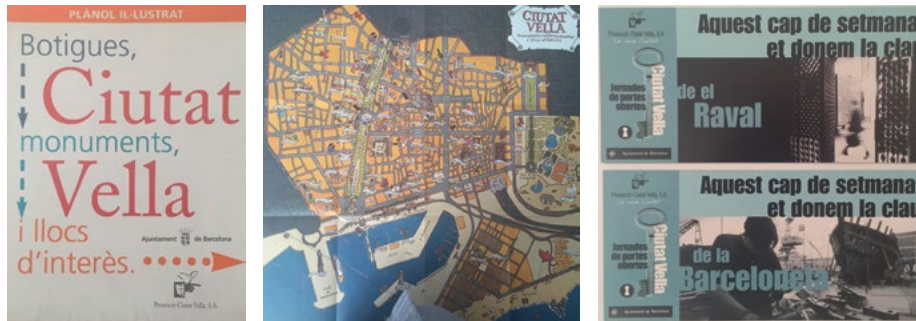 PLÀNOL IL·LUSTRAT
Botigues,
Ciutat
monuments,
Vella
i llocs
d'interès.
Ajuntament de Barcelona
Promoció Ciutat Vella, S.A.
CIUTAT
VELLA
Promoció Ciutat Vella, S.A.
Aquest cap de setmana
et donem la clau
Jornades
de portes
obertes
Ciutat Vella
de el
Raval
Ajuntament de Barcelona
Promoció Ciutat Vella, S.A.
Aquest cap de setmana
et donem la clau
Jornades
de portes
obertes
Ciutat Vella
de la
Barceloneta
Ajuntament de Barcelona